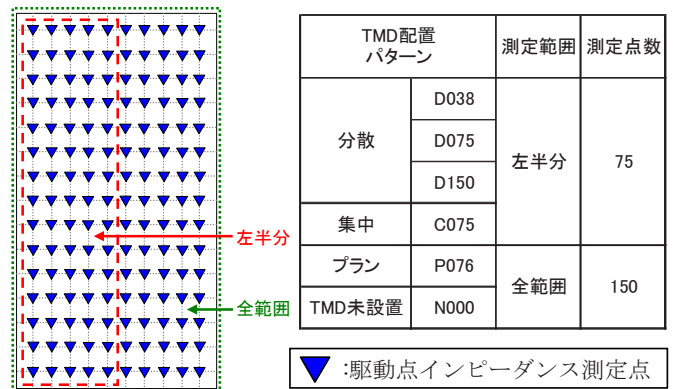 左半分
全範囲
TMD配置
パターン
測定範囲 測定点数
分散
D038
D075
D150
左半分
75
集中
C075
プラン
P076
全範囲
150
TMD未設置
N000
:駆動点インピーダンス測定点